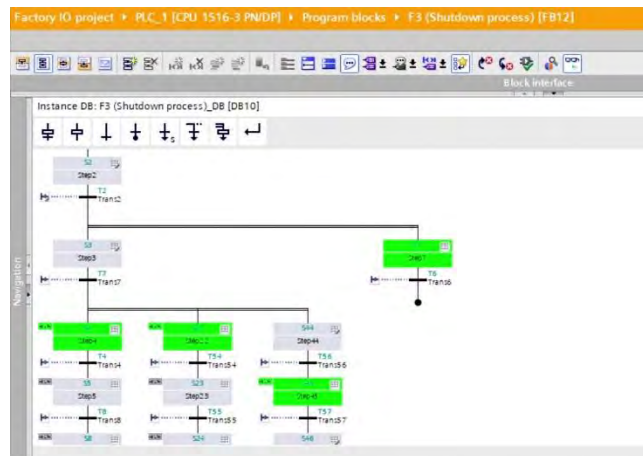 Factory IO project ▸ PLC_1 [CPU 1516-3 PN/DP] ▸ Program blocks ▸ F3 (Shutdown process) [FB12]
Block interface
Instance DB: F3 (Shutdown process)_DB [DB10]
S2
Step2
T2
Trans2
S3
Step3
Step7
T7
Trans7
T6
Trans6
Navigation
S44
Step4
Step22
Step44
T4
Trans4
T54
Trans54
T56
Trans56
S5
S23
Step5
Step23
Step45
T8
Trans8
T55
Trans55
T57
Trans57
S8
S24
S46